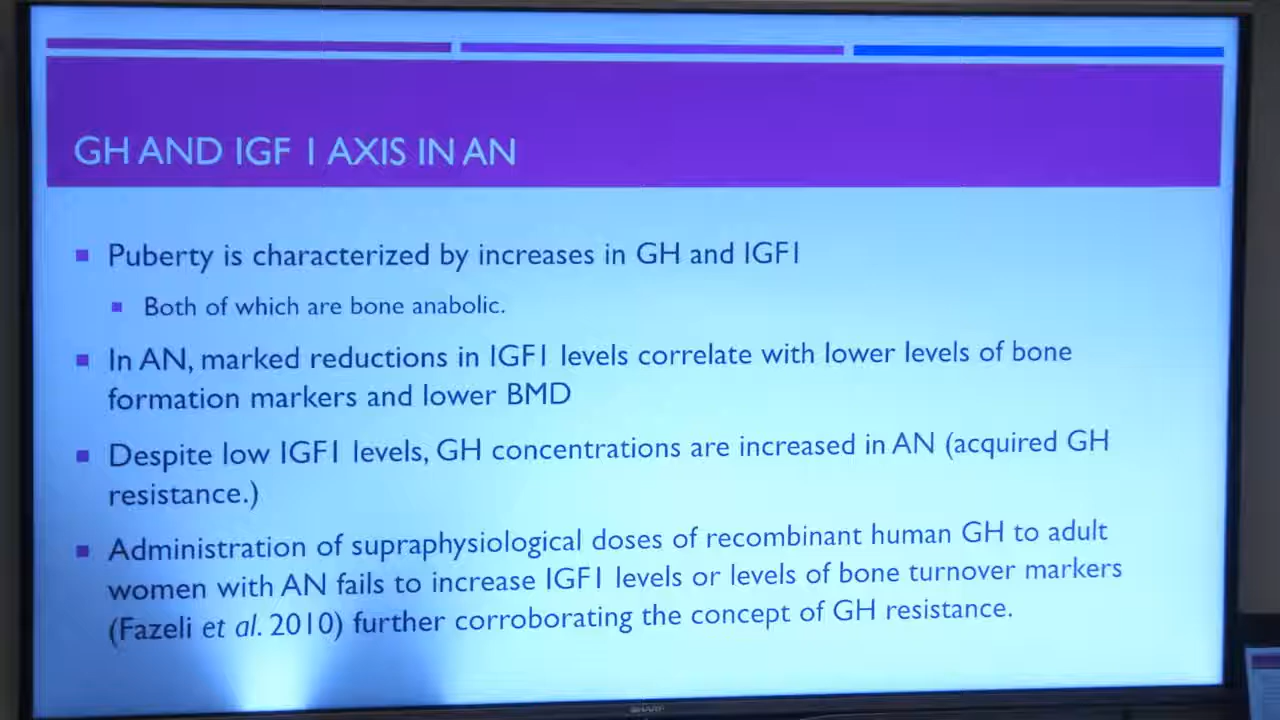 GH AND IGF 1 AXIS IN AN
Puberty is characterized by increases in GH and IGF1
Both of which are bone anabolic.
In AN, marked reductions in IGF1 levels correlate with lower levels of bone
formation markers and lower BMD
Despite low IGF1 levels, GH concentrations are increased in AN (acquired GH
resistance.)
Administration of supraphysiological doses of recombinant human GH to adult
women with AN fails to increase IGF1 levels or levels of bone turnover markers
(Fazeli et al. 2010) further corroborating the concept of GH resistance.
SHARP